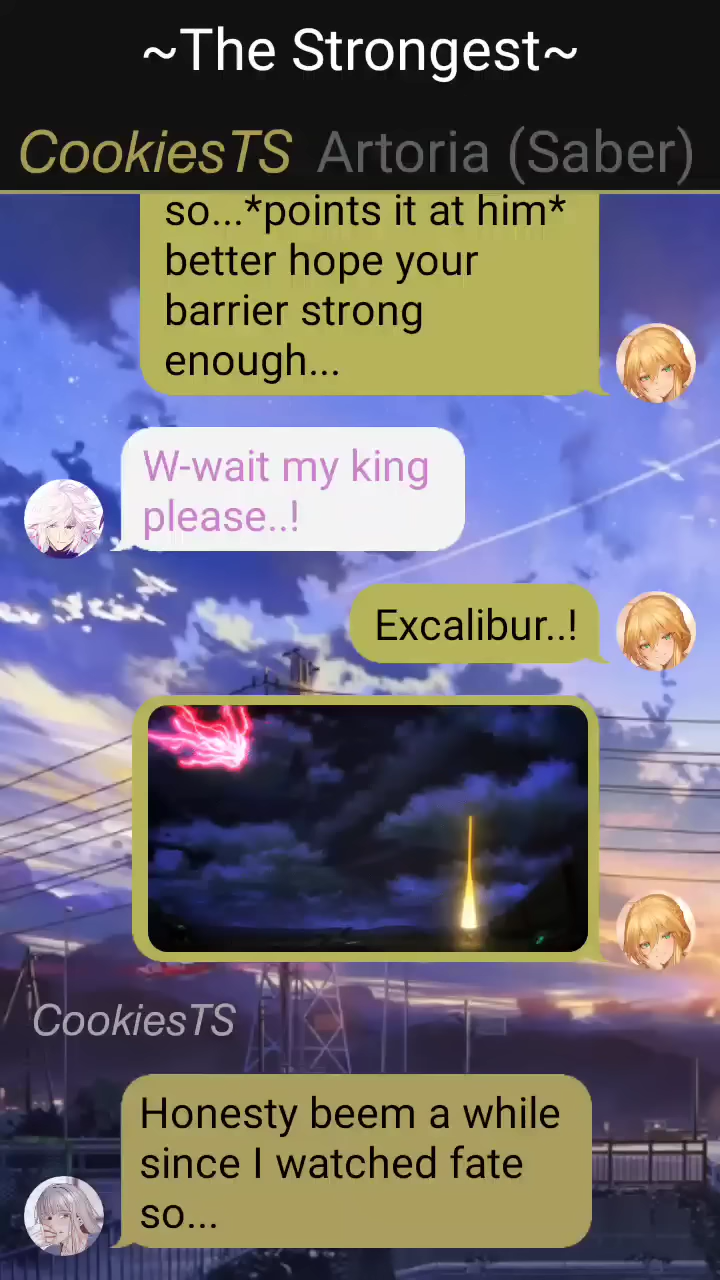 ~The Strongest~
CookiesTS Artoria (Saber)
so...*points it at him*
better hope your
barrier strong
enough...
W-wait my king
please..!
Excalibur..!
CookiesTS
Honesty beem a while
since I watched fate
so...